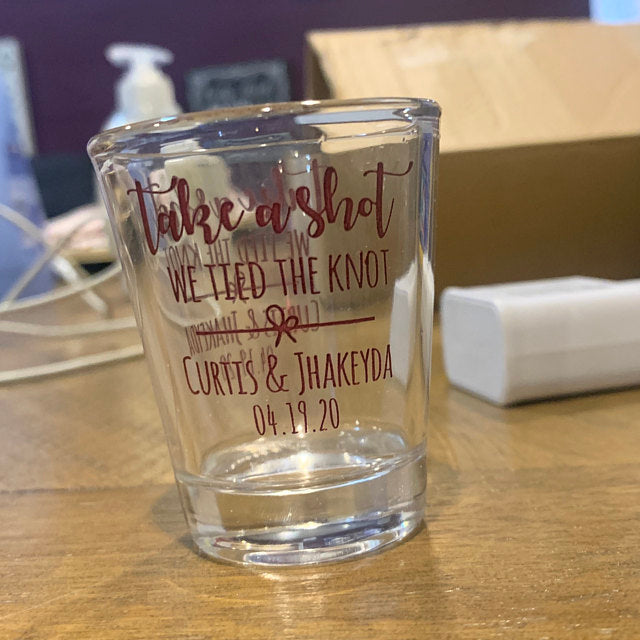 take a shot
WE TIED THE KNOT
CURTIS & JHAKEYDA
04.19.20